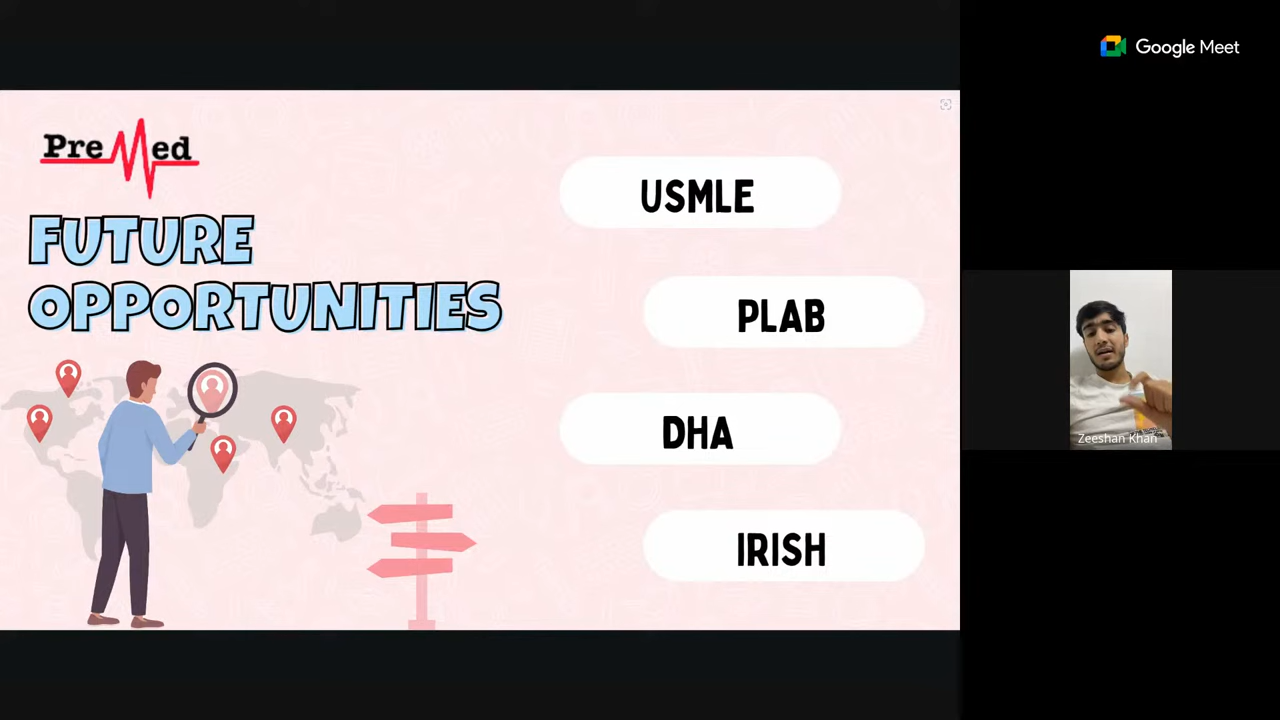 PreMed
FUTURE
OPPORTUNITIES
USMLE
PLAB
DHA
IRISH
Google Meet
Zeeshan Khan